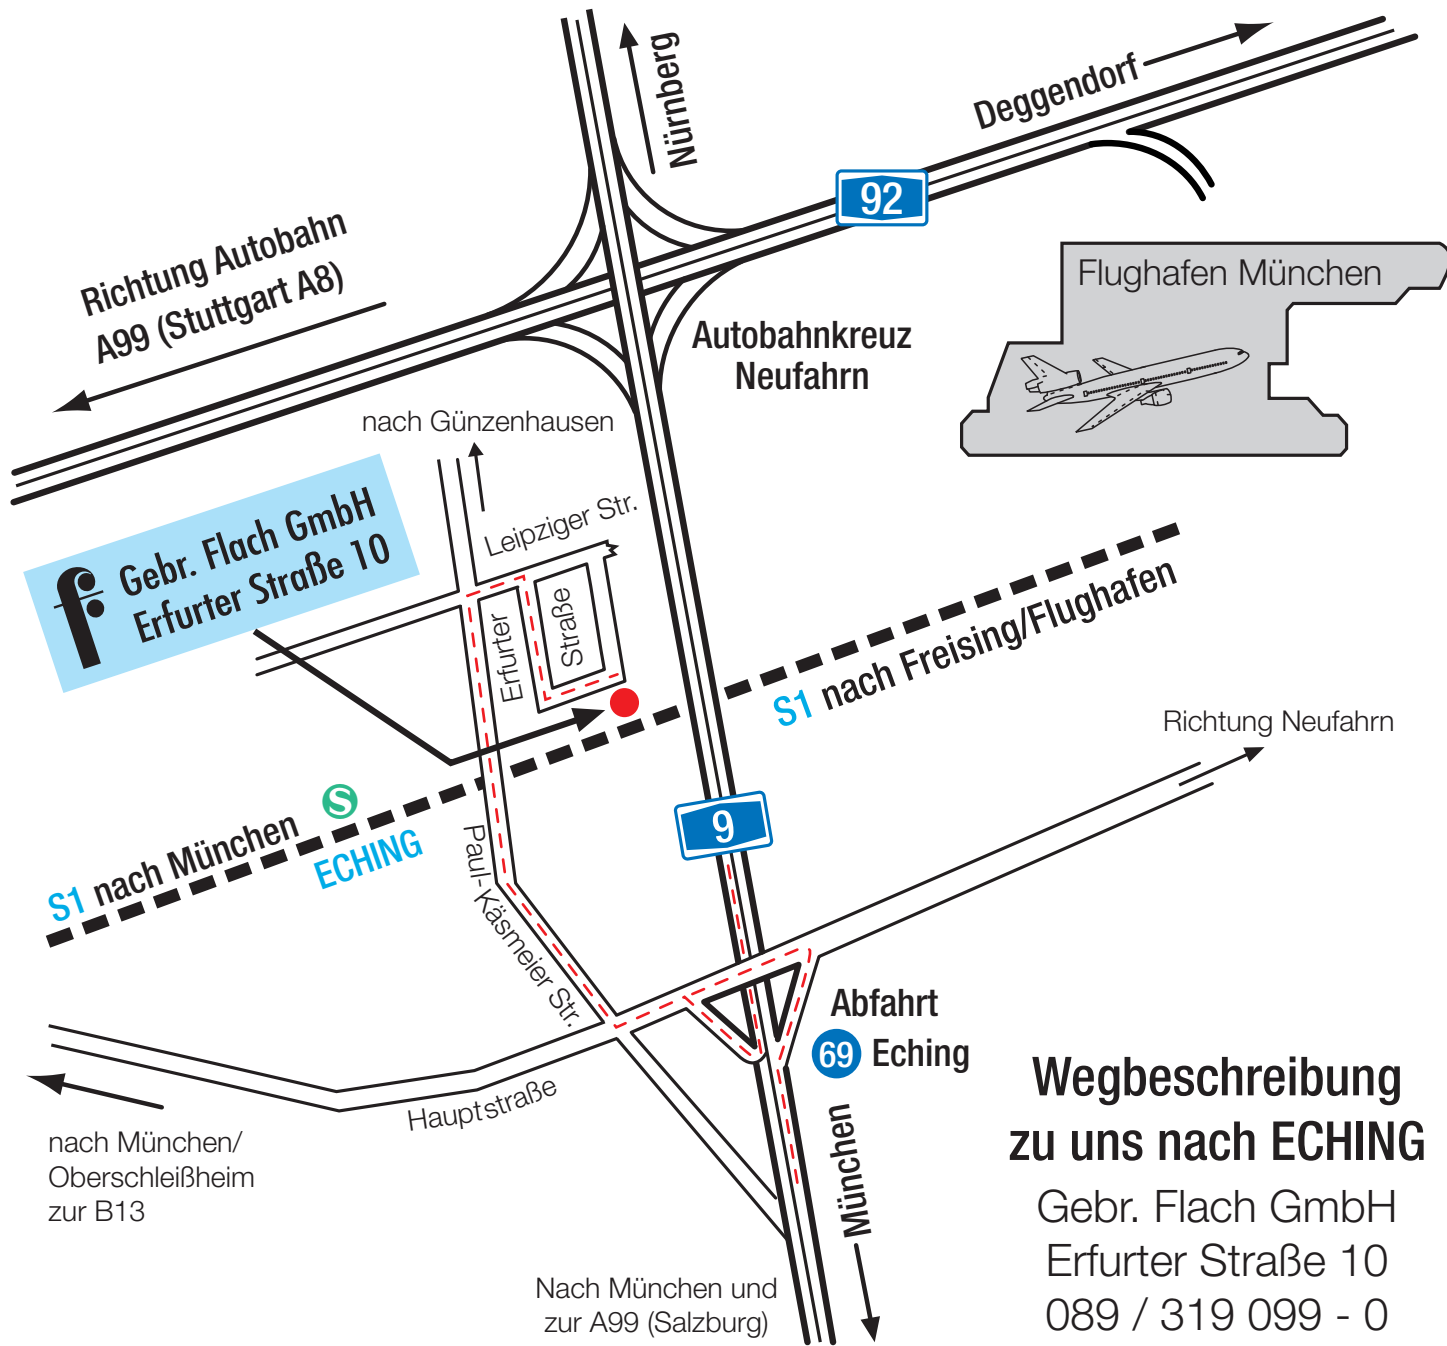 Nürnberg
Deggendorf
92
Richtung Autobahn
A99 (Stuttgart A8)
Flughafen München
Autobahnkreuz
Neufahrn
nach Günzenhausen
Gebr. Flach GmbH
Erfurter Straße 10
Leipziger Str.
Erfurter
Straße
S1 nach Freising/Flughafen
Richtung Neufahrn
S
S1 nach München
ECHING
9
Paul-Käsmeier Str.
Abfahrt
69 Eching
Hauptstraße
nach München/
Oberschleißheim
zur B13
München
Nach München und
zur A99 (Salzburg)
Wegbeschreibung
zu uns nach ECHING
Gebr. Flach GmbH
Erfurter Straße 10
089 / 319 099 - 0